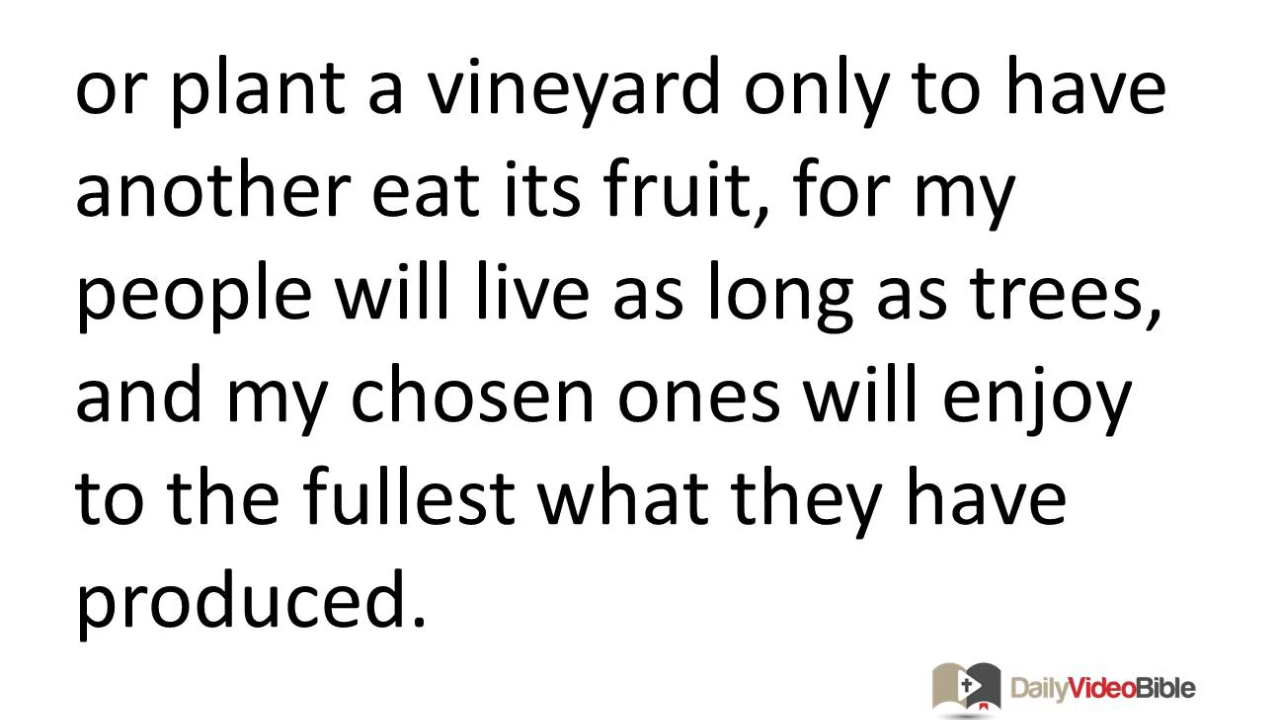 or plant a vineyard only to have
another eat its fruit, for my
people will live as long as trees,
and my chosen ones will enjoy
to the fullest what they have
produced.
DailyVideoBible